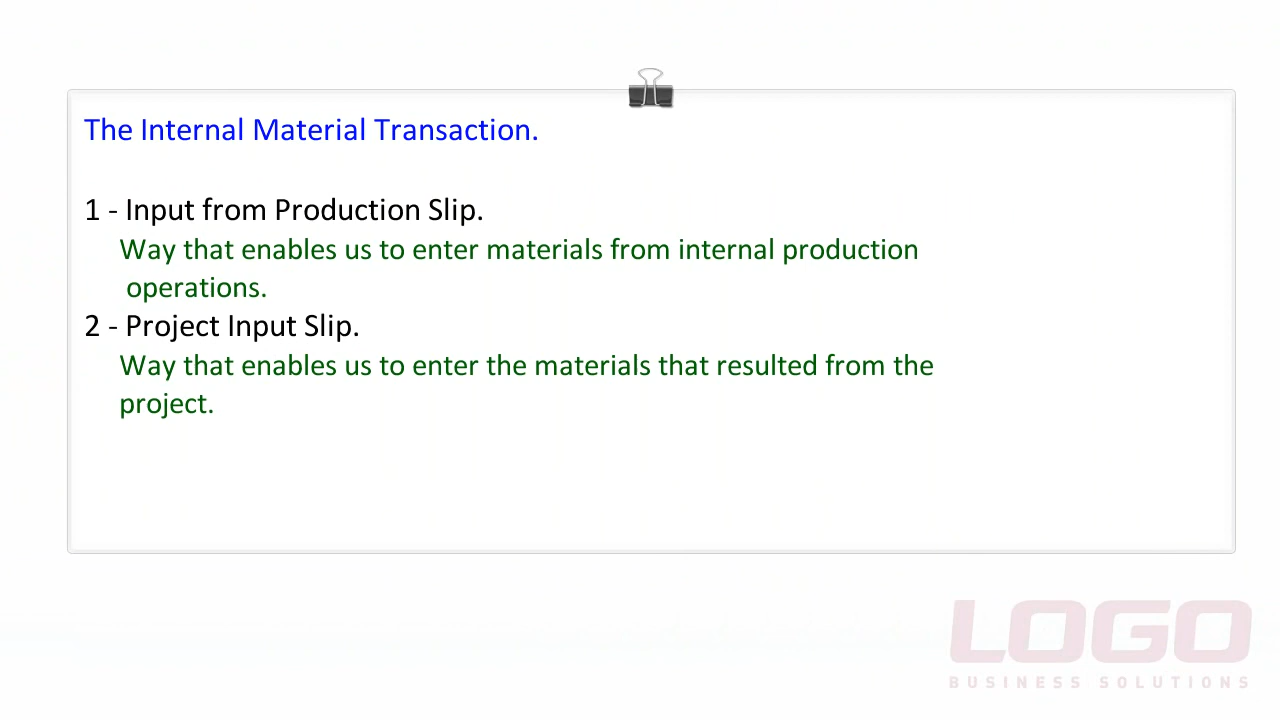 The Internal Material Transaction.
1 - Input from Production Slip.
Way that enables us to enter materials from internal production
operations.
2 - Project Input Slip.
Way that enables us to enter the materials that resulted from the
project.
LOGO
BUSINESS SOLUTIONS